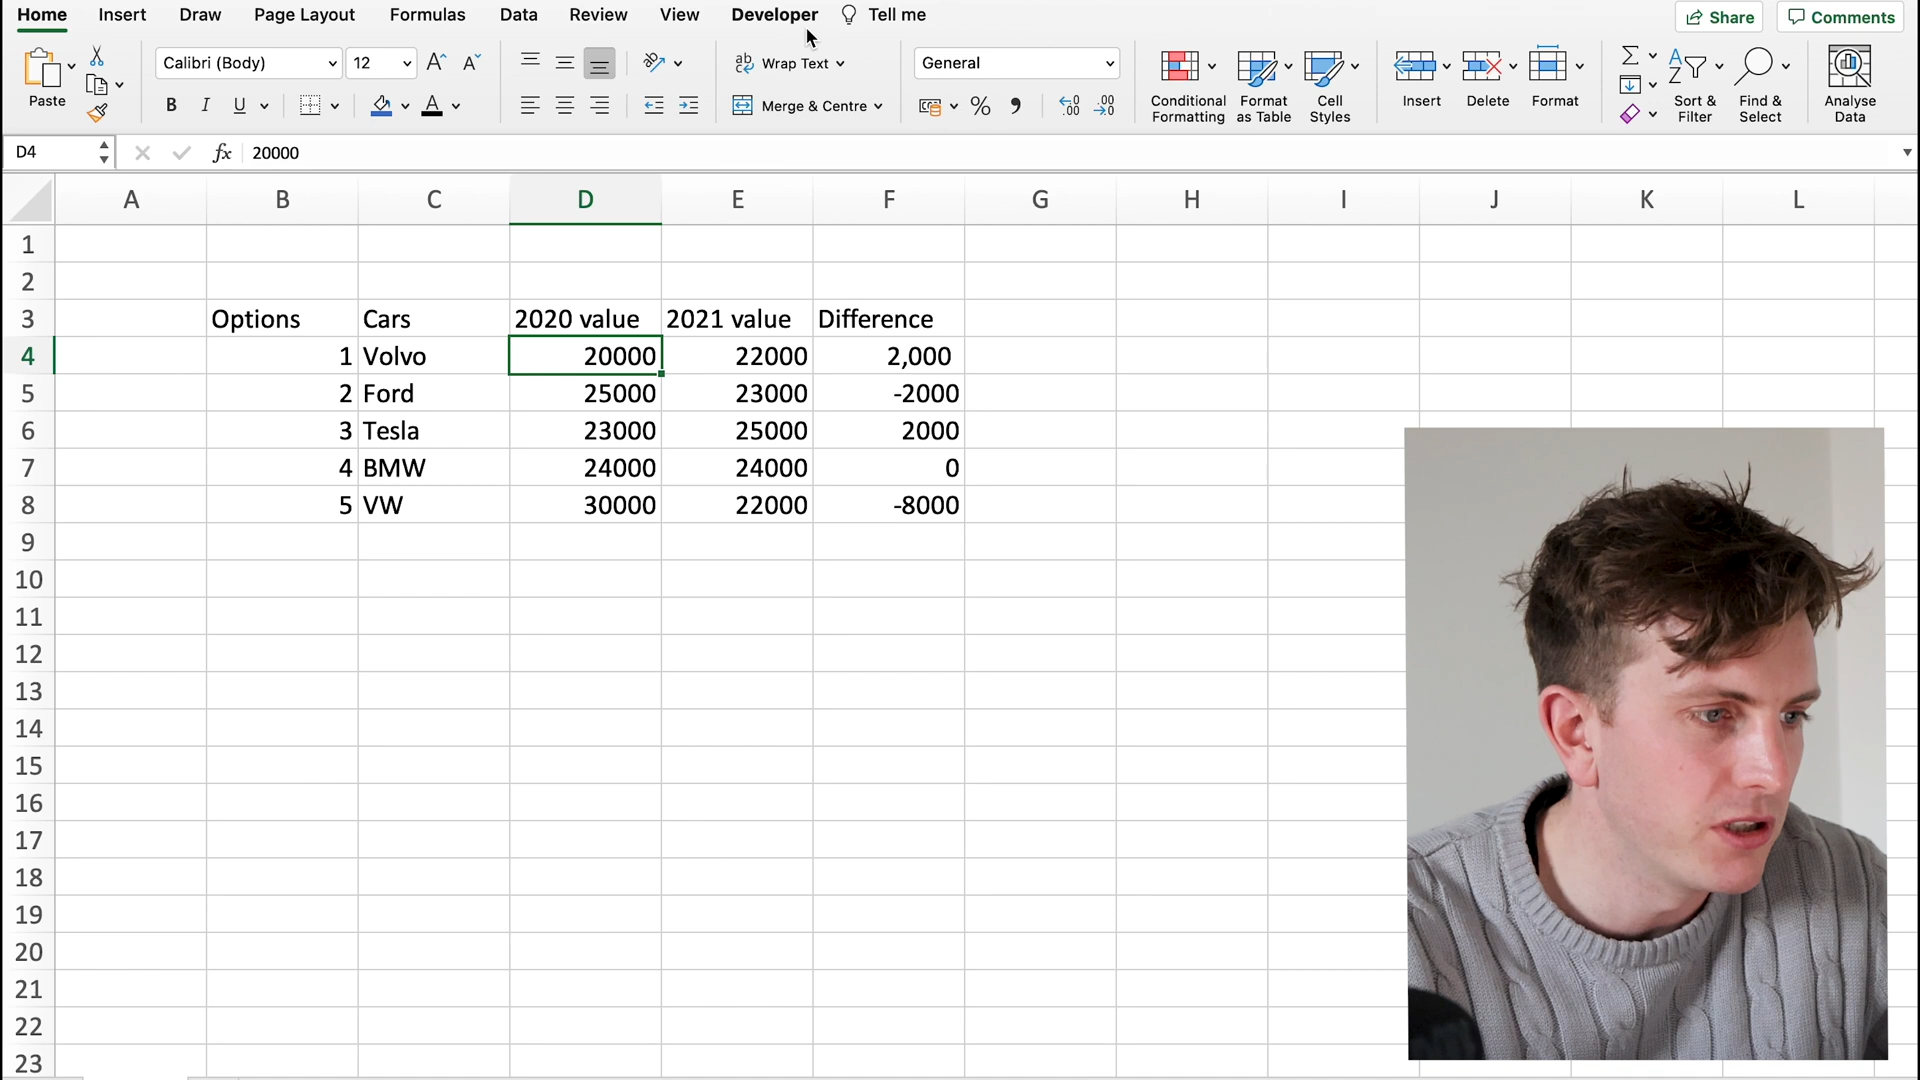 Home Insert Draw Page Layout Formulas Data Review View Developer Tell me Share Comments
Paste Calibri (Body) 12 Wrap Text General
B I U A Merge & Centre % Conditional Formatting Format as Table Cell Styles Insert Delete Format Sort & Filter Find & Select Analyse Data
D4 fx 20000
A B C D E F G H I J K L
1
2
3 Options Cars 2020 value 2021 value Difference
4 1 Volvo 20000 22000 2,000
5 2 Ford 25000 23000 -2000
6 3 Tesla 23000 25000 2000
7 4 BMW 24000 24000 0
8 5 VW 30000 22000 -8000
9
10
11
12
13
14
15
16
17
18
19
20
21
22
23